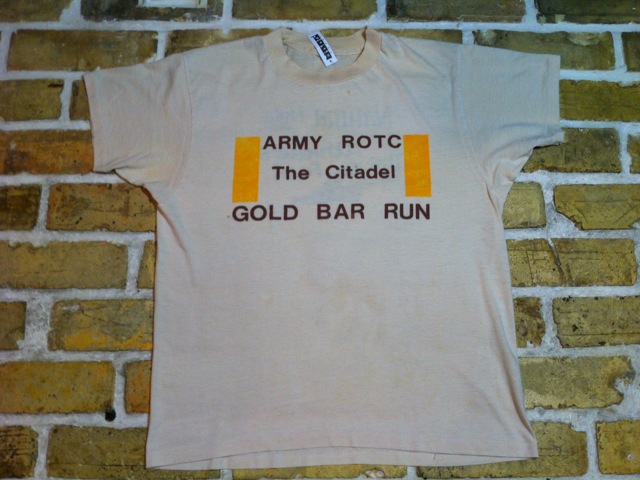 ARMY ROTC
The Citadel
GOLD BAR RUN